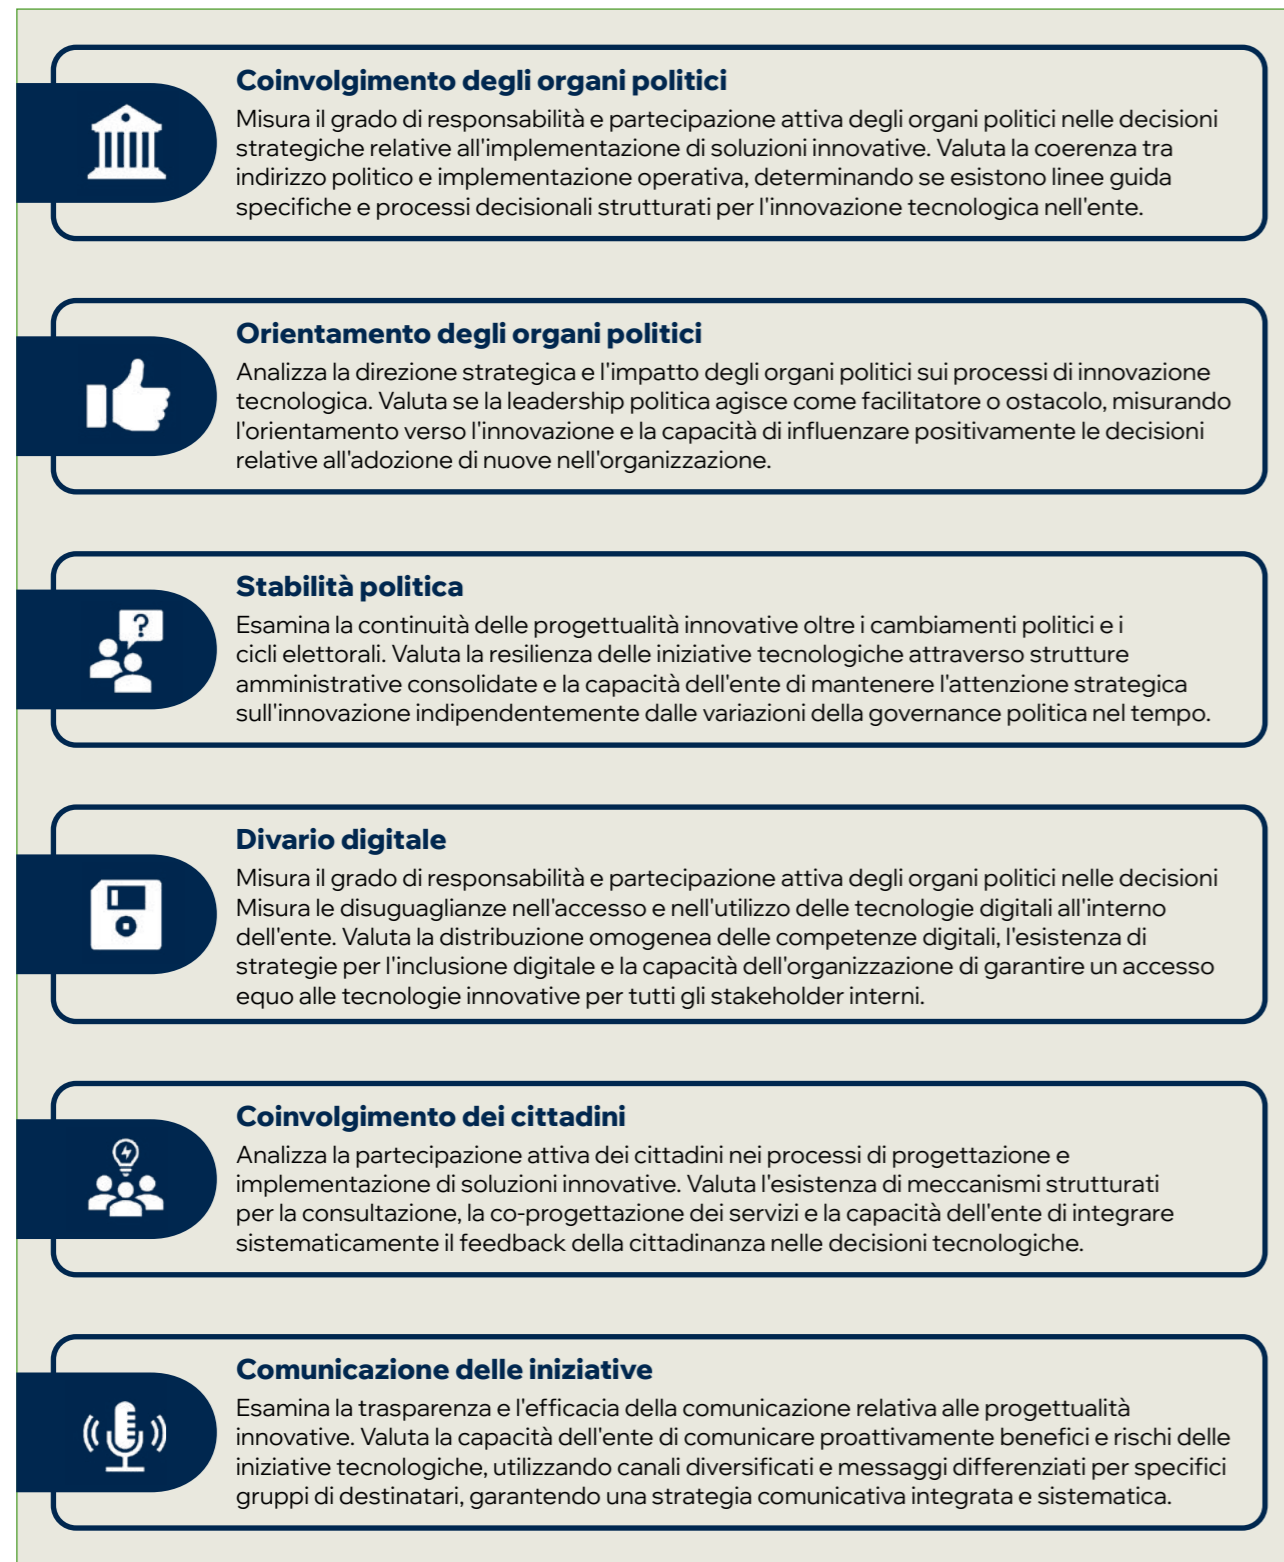 Coinvolgimento degli organi politici
Misura il grado di responsabilità e partecipazione attiva degli organi politici nelle decisioni
strategiche relative all'implementazione di soluzioni innovative. Valuta la coerenza tra
indirizzo politico e implementazione operativa, determinando se esistono linee guida
specifiche e processi decisionali strutturati per l'innovazione tecnologica nell'ente.
Orientamento degli organi politici
Analizza la direzione strategica e l'impatto degli organi politici sui processi di innovazione
tecnologica. Valuta se la leadership politica agisce come facilitatore o ostacolo, misurando
l'orientamento verso l'innovazione e la capacità di influenzare positivamente le decisioni
relative all'adozione di nuove nell'organizzazione.
Stabilità politica
Esamina la continuità delle progettualità innovative oltre i cambiamenti politici e i
cicli elettorali. Valuta la resilienza delle iniziative tecnologiche attraverso strutture
amministrative consolidate e la capacità dell'ente di mantenere l'attenzione strategica
sull'innovazione indipendentemente dalle variazioni della governance politica nel tempo.
?
Divario digitale
Misura il grado di responsabilità e partecipazione attiva degli organi politici nelle decisioni
Misura le disuguaglianze nell'accesso e nell'utilizzo delle tecnologie digitali all'interno
dell'ente. Valuta la distribuzione omogenea delle competenze digitali, l'esistenza di
strategie per l'inclusione digitale e la capacità dell'organizzazione di garantire un accesso
equo alle tecnologie innovative per tutti gli stakeholder interni.
Coinvolgimento dei cittadini
Analizza la partecipazione attiva dei cittadini nei processi di progettazione e
implementazione di soluzioni innovative. Valuta l'esistenza di meccanismi strutturati
per la consultazione, la co-progettazione dei servizi e la capacità dell'ente di integrare
sistematicamente il feedback della cittadinanza nelle decisioni tecnologiche.
Comunicazione delle iniziative
Esamina la trasparenza e l'efficacia della comunicazione relativa alle progettualità
innovative. Valuta la capacità dell'ente di comunicare proattivamente benefici e rischi delle
iniziative tecnologiche, utilizzando canali diversificati e messaggi differenziati per specifici
gruppi di destinatari, garantendo una strategia comunicativa integrata e sistematica.